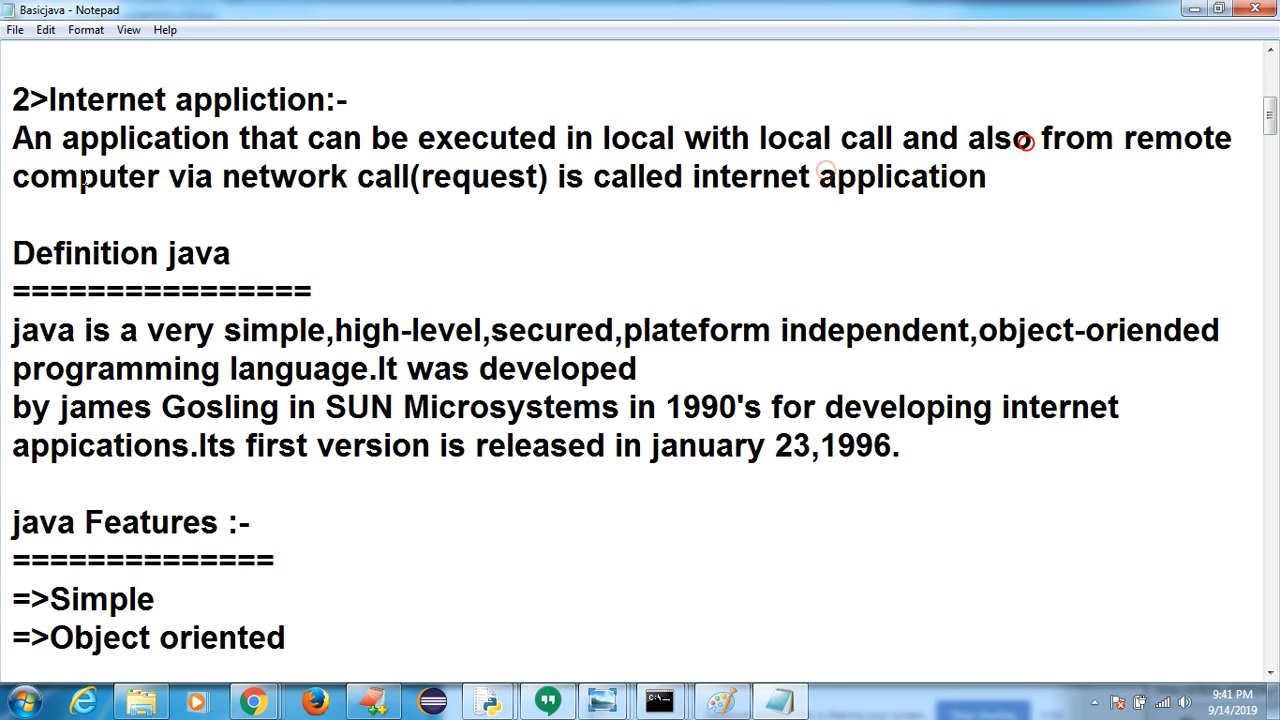 Basicjava - Notepad
File Edit Format View Help
2>Internet appliction:-
An application that can be executed in local with local call and also from remote
computer via network call(request) is called internet application
Definition java
================
java is a very simple,high-level,secured,plateform independent,object-oriended
programming language.It was developed
by james Gosling in SUN Microsystems in 1990's for developing internet
appications.Its first version is released in january 23,1996.
java Features :-
==============
=>Simple
=>Object oriented
9:41 PM
9/14/2019